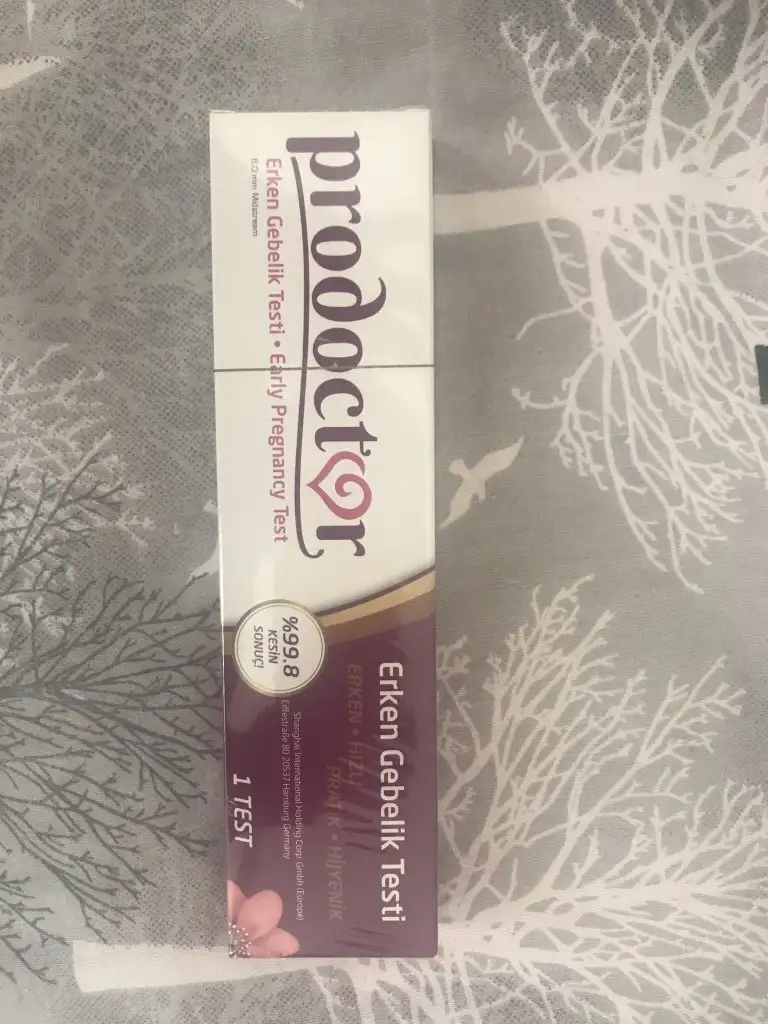 prodoctor
Erken Gebelik Testi • Early Pregnancy Test
6.0 mm Midstream
%99.8
KESİN
SONUÇ!
Erken Gebelik Testi
ERKEN • HIZLI
PRATİK • HİJYENİK
Shanghai International Holding Corp. GmbH (Europe)
Eiffestraße 80 20537 Hamburg Germany
1 TEST